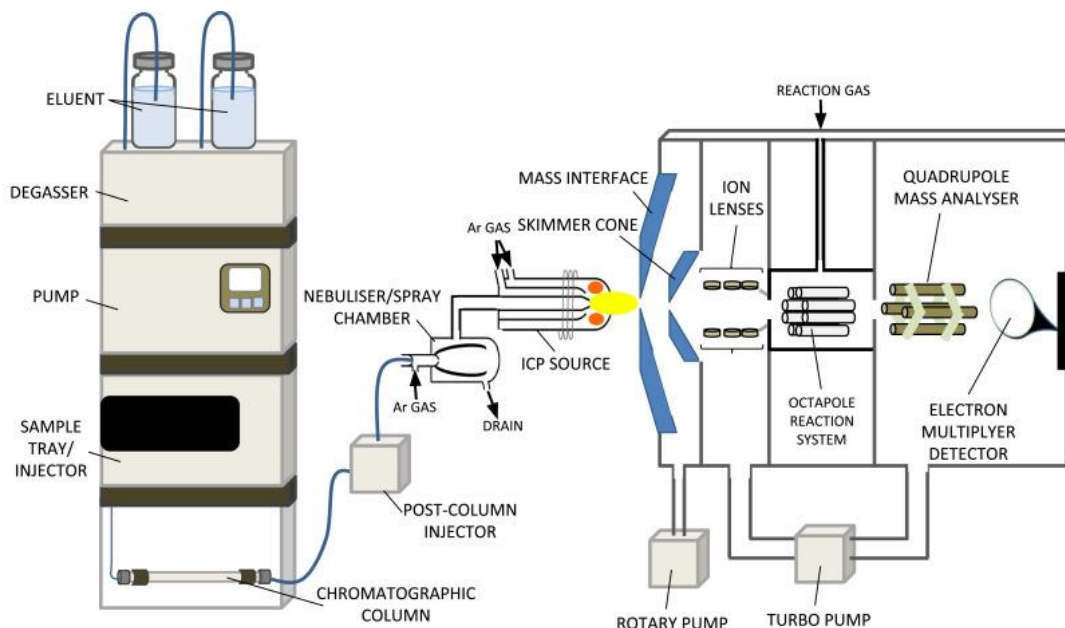 ELUENT
DEGASSER
PUMP
SAMPLE
TRAY/
INJECTOR
CHROMATOGRAPHIC
COLUMN
POST-COLUMN
INJECTOR
NEBULISER/SPRAY
CHAMBER
Ar GAS
DRAIN
Ar GAS
ICP SOURCE
MASS INTERFACE
SKIMMER CONE
ION
LENSES
REACTION GAS
OCTAPOLE
REACTION
SYSTEM
QUADRUPOLE
MASS ANALYSER
ELECTRON
MULTIPLYER
DETECTOR
ROTARY PUMP
TURBO PUMP